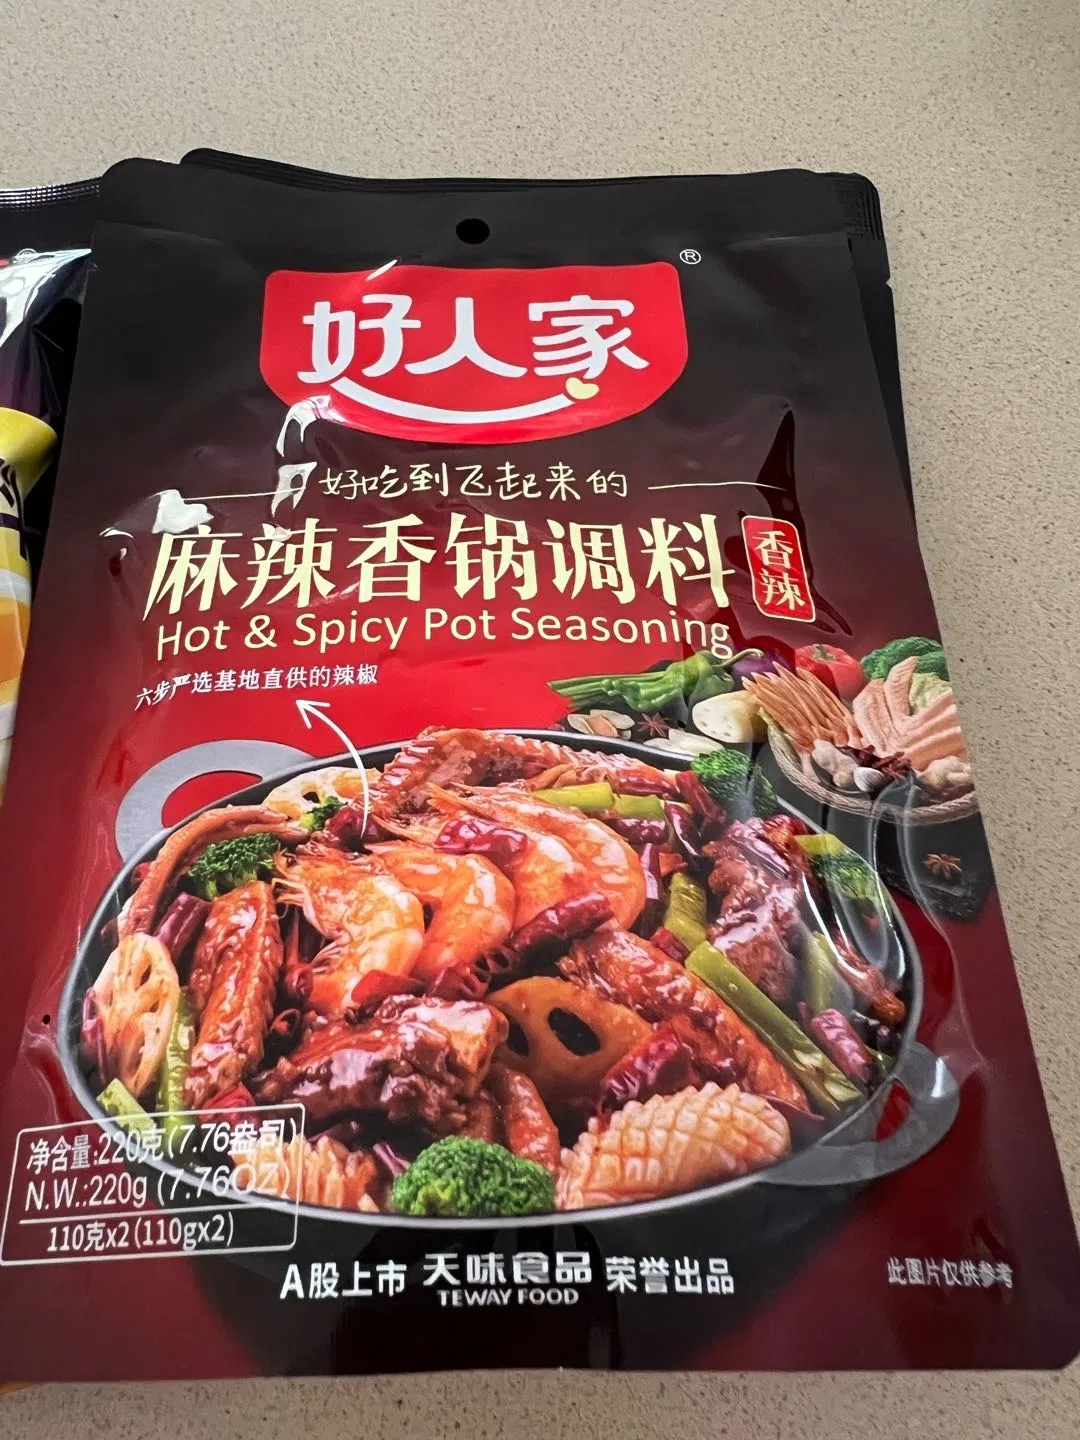 好人家
®
好吃到飞起来的
麻辣香锅调料
香辣
Hot & Spicy Pot Seasoning
六步严选基地直供的辣椒
净含量:220克(7.76盎司)
N.W.:220g (7.76OZ)
110克x2(110gx2)
A股上市 天味食品 荣誉出品
TEWAY FOOD
此图片仅供参考